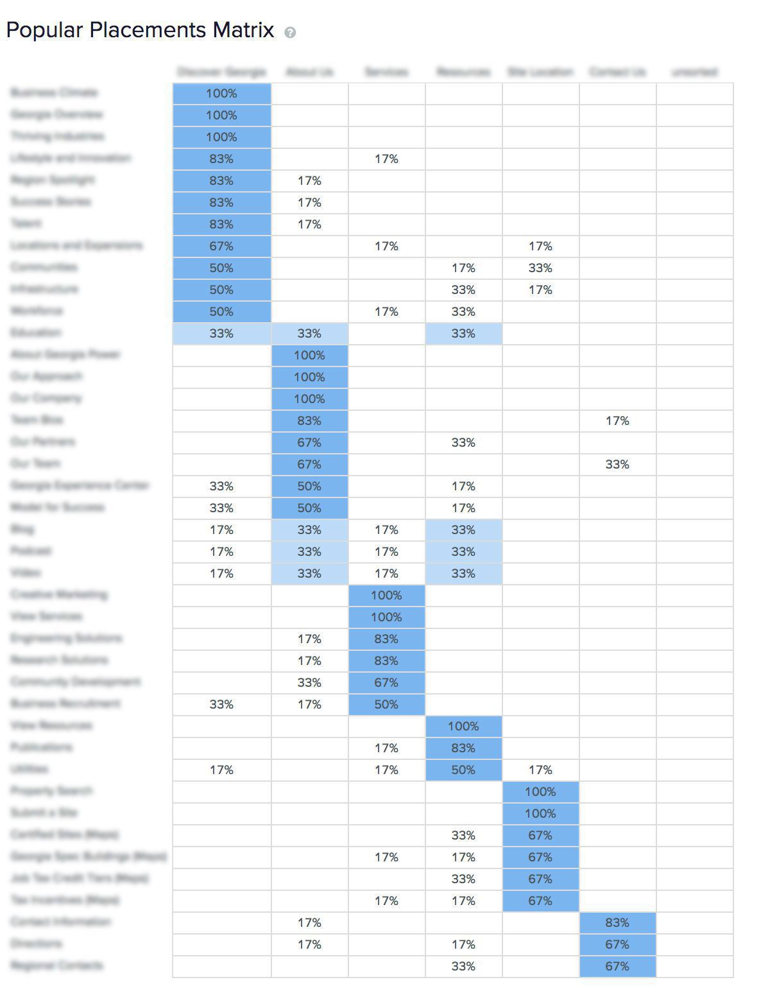 Popular Placements Matrix ?
Discover Georgia About Us Services Resources Site Location Contact Us unsorted
Business Climate 100%
Georgia Overview 100%
Thriving Industries 100%
Lifestyle and Innovation 83% 17%
Region Spotlight 83% 17%
Success Stories 83% 17%
Talent 83% 17%
Locations and Expansions 67% 17% 17%
Communities 50% 17% 33%
Infrastructure 50% 33% 17%
Workforce 50% 17% 33%
Education 33% 33% 33%
About Georgia Power 100%
Our Approach 100%
Our Company 100%
Team Bios 83% 17%
Our Partners 67% 33%
Our Team 67% 33%
Georgia Experience Center 33% 50% 17%
Model for Success 33% 50% 17%
Blog 17% 33% 17% 33%
Podcast 17% 33% 17% 33%
Video 17% 33% 17% 33%
Creative Marketing 100%
View Services 100%
Engineering Solutions 17% 83%
Research Solutions 17% 83%
Community Development 33% 67%
Business Recruitment 33% 17% 50%
View Resources 100%
Publications 17% 83%
Utilities 17% 17% 50% 17%
Property Search 100%
Submit a Site 100%
Certified Sites (Maps) 33% 67%
Georgia Spec Buildings (Maps) 17% 17% 67%
Job Tax Credit Tiers (Maps) 33% 67%
Tax Incentives (Maps) 17% 17% 67%
Contact Information 17% 83%
Directions 17% 17% 67%
Regional Contacts 33% 67%